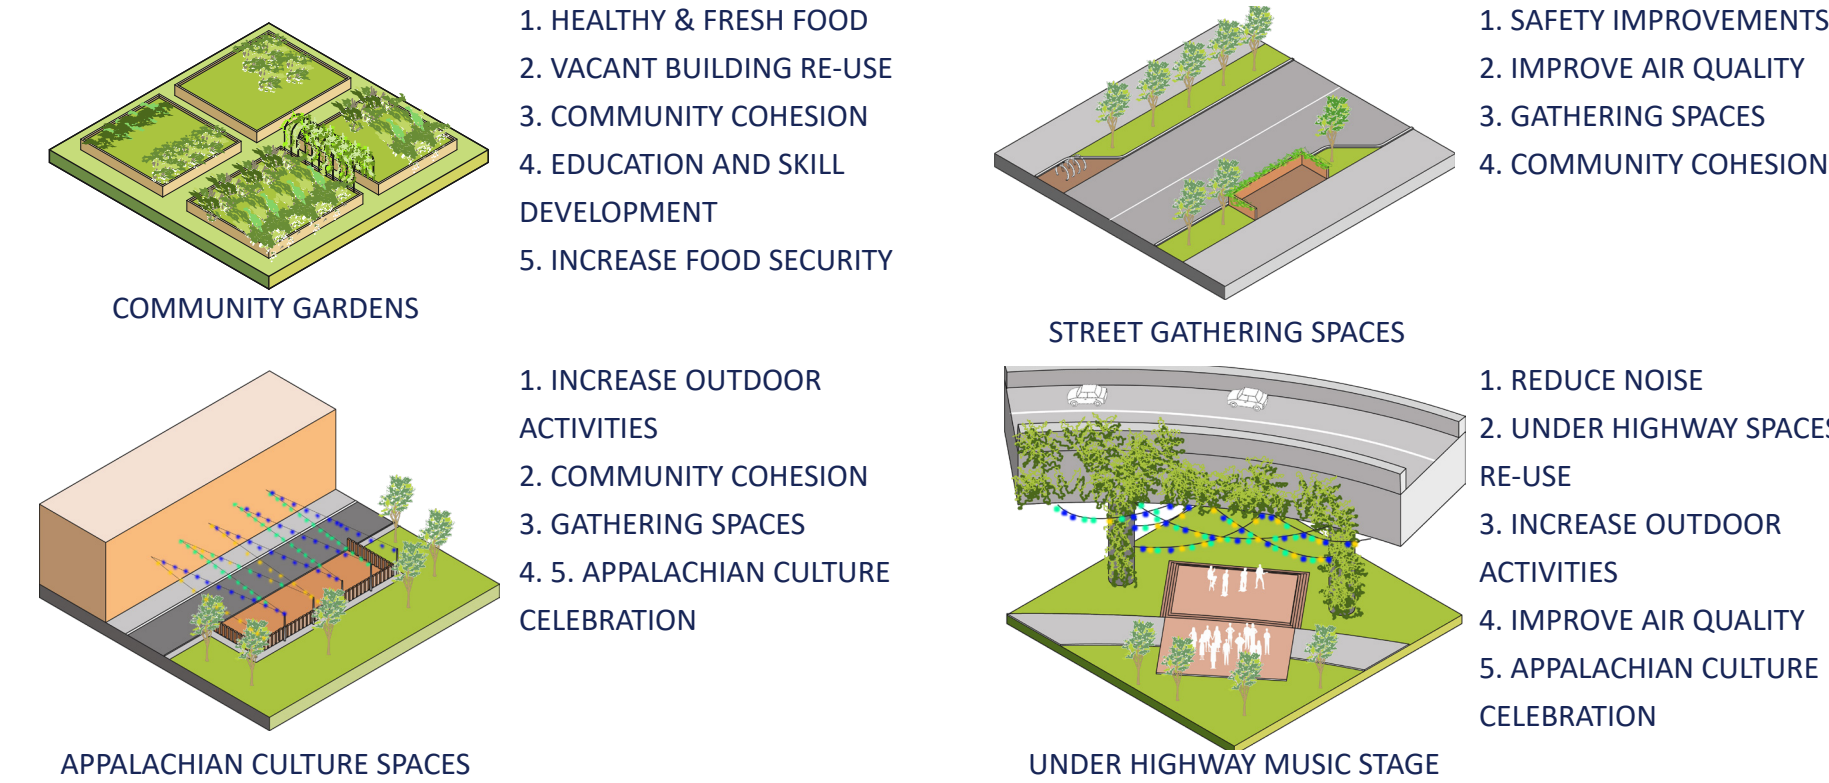 1. HEALTHY & FRESH FOOD
2. VACANT BUILDING RE-USE
3. COMMUNITY COHESION
4. EDUCATION AND SKILL
DEVELOPMENT
5. INCREASE FOOD SECURITY
COMMUNITY GARDENS
1. SAFETY IMPROVEMENTS
2. IMPROVE AIR QUALITY
3. GATHERING SPACES
4. COMMUNITY COHESION
STREET GATHERING SPACES
1. INCREASE OUTDOOR
ACTIVITIES
2. COMMUNITY COHESION
3. GATHERING SPACES
4. 5. APPALACHIAN CULTURE
CELEBRATION
APPALACHIAN CULTURE SPACES
1. REDUCE NOISE
2. UNDER HIGHWAY SPACES
RE-USE
3. INCREASE OUTDOOR
ACTIVITIES
4. IMPROVE AIR QUALITY
5. APPALACHIAN CULTURE
CELEBRATION
UNDER HIGHWAY MUSIC STAGE